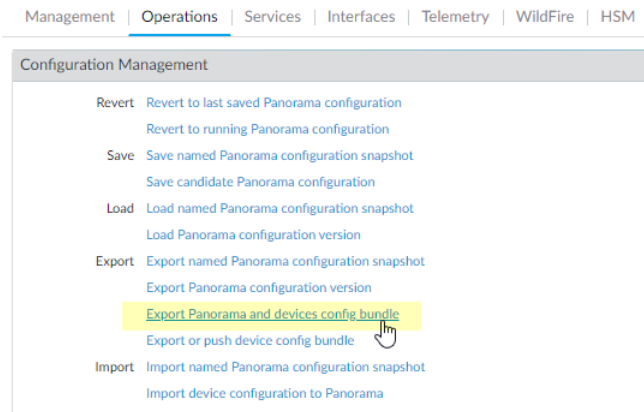 Management | Operations | Services | Interfaces | Telemetry | WildFire | HSM
Configuration Management
Revert Revert to last saved Panorama configuration
Revert to running Panorama configuration
Save Save named Panorama configuration snapshot
Save candidate Panorama configuration
Load Load named Panorama configuration snapshot
Load Panorama configuration version
Export Export named Panorama configuration snapshot
Export Panorama configuration version
Export Panorama and devices config bundle
Export or push device config bundle
Import Import named Panorama configuration snapshot
Import device configuration to Panorama